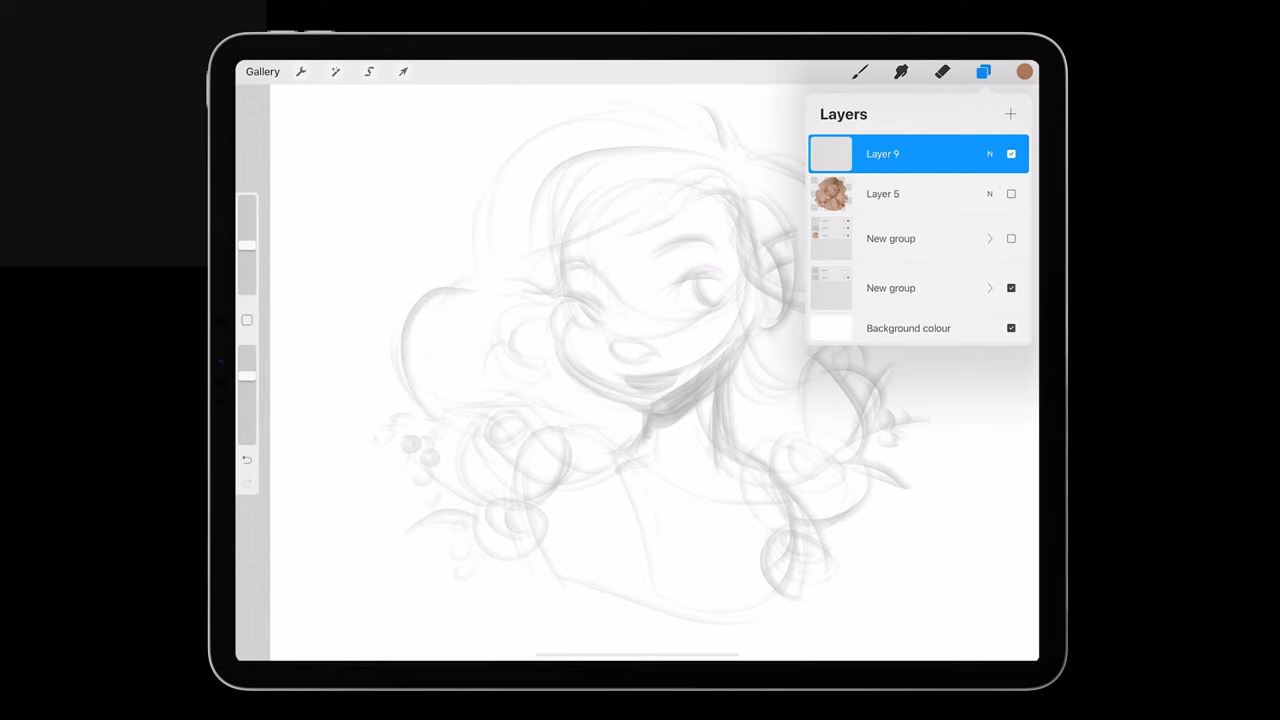 Gallery
Layers
Layer 9 N
Layer 5 N
New group
New group
Background colour